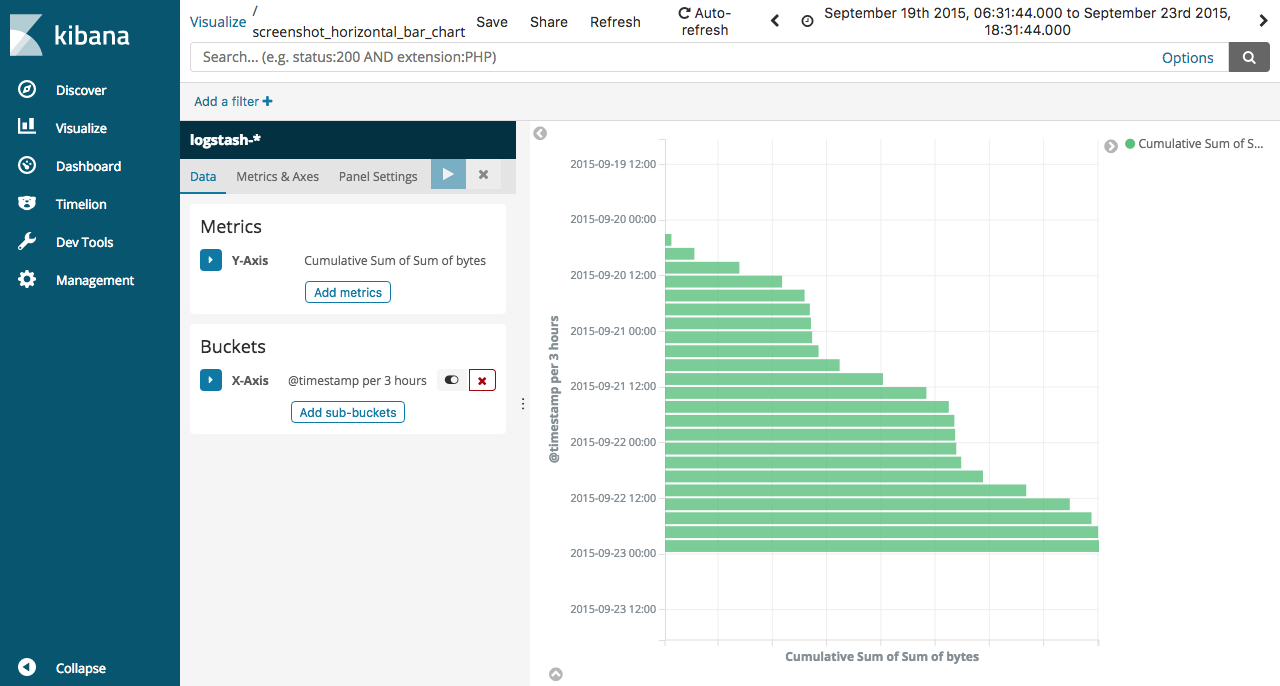 kibana
Discover
Visualize
Dashboard
Timelion
Dev Tools
Management
Collapse
Visualize /
screenshot_horizontal_bar_chart
Save
Share
Refresh
Auto-
refresh
September 19th 2015, 06:31:44.000 to September 23rd 2015,
18:31:44.000
Search... (e.g. status:200 AND extension:PHP)
Options
Add a filter
logstash-*
Data
Metrics & Axes
Panel Settings
Metrics
Y-Axis Cumulative Sum of Sum of bytes
Add metrics
Buckets
X-Axis @timestamp per 3 hours
Add sub-buckets
@timestamp per 3 hours
2015-09-19 12:00
2015-09-20 00:00
2015-09-20 12:00
2015-09-21 00:00
2015-09-21 12:00
2015-09-22 00:00
2015-09-22 12:00
2015-09-23 00:00
2015-09-23 12:00
Cumulative Sum of Sum of bytes
Cumulative Sum of S...